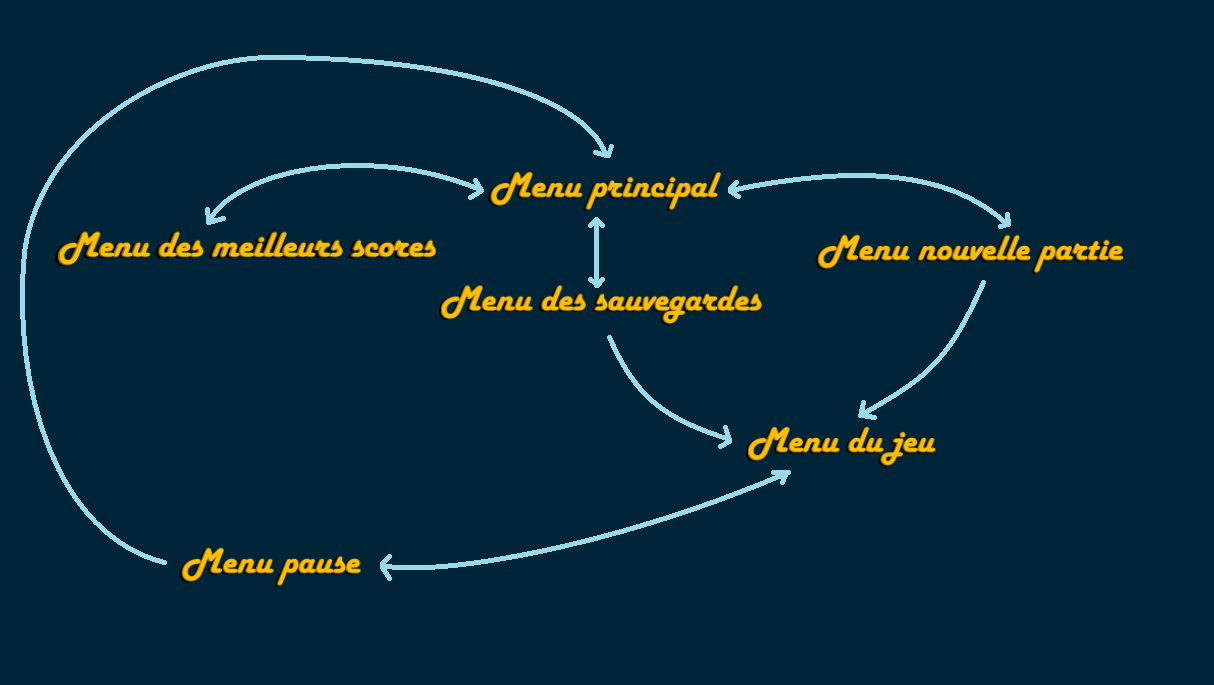 Menu principal
Menu des meilleurs scores
Menu nouvelle partie
Menu des sauvegardes
Menu du jeu
Menu pause